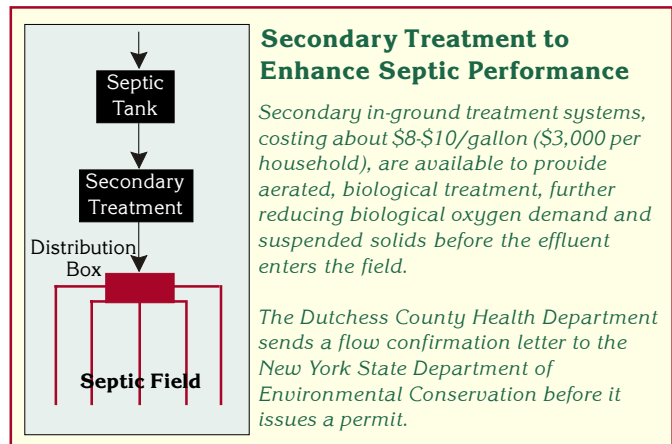 Septic
Tank
Secondary
Treatment
Distribution
Box
Septic Field
Secondary Treatment to
Enhance Septic Performance
Secondary in-ground treatment systems,
costing about $8-$10/gallon ($3,000 per
household), are available to provide
aerated, biological treatment, further
reducing biological oxygen demand and
suspended solids before the effluent
enters the field.
The Dutchess County Health Department
sends a flow confirmation letter to the
New York State Department of
Environmental Conservation before it
issues a permit.